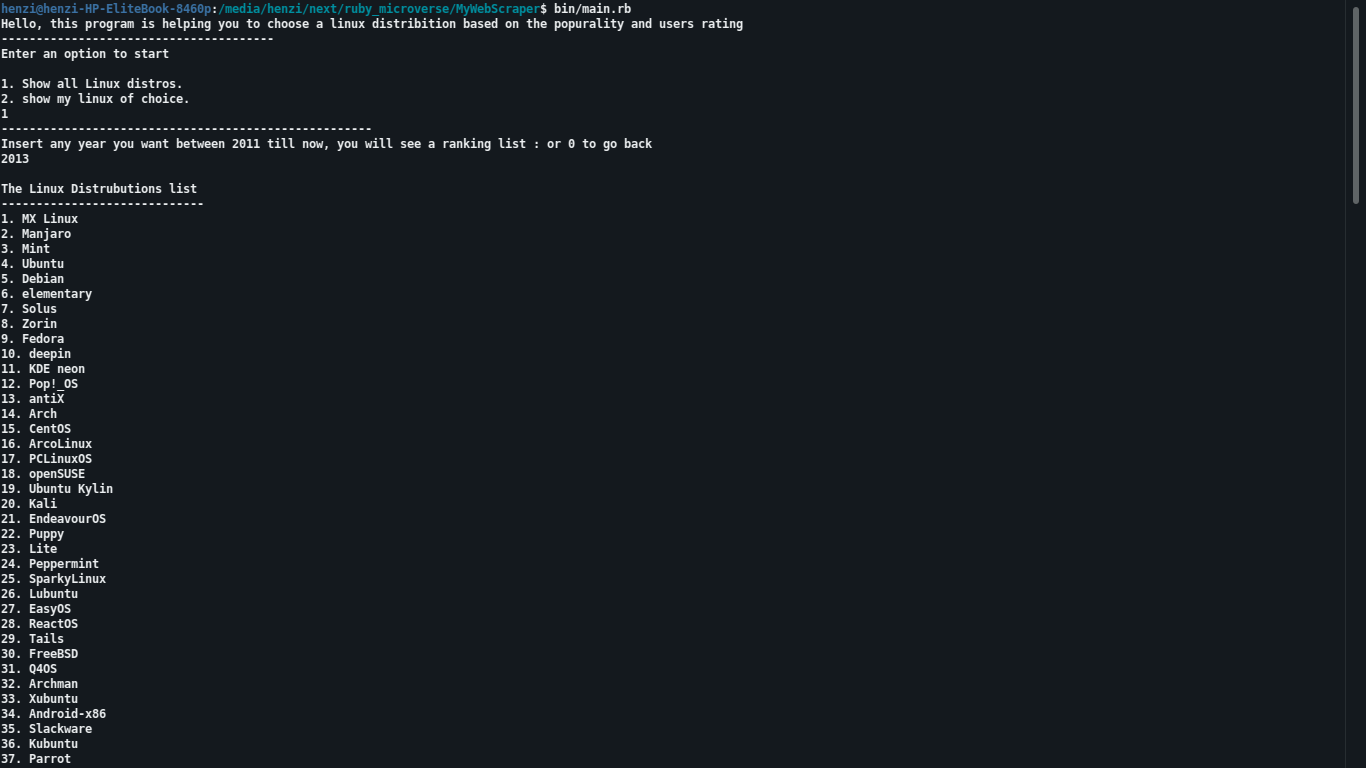 henzi@henzi-HP-EliteBook-8460p:/media/henzi/next/ruby_microverse/MyWebScraper$ bin/main.rb
Hello, this program is helping you to choose a linux distribition based on the popurality and users rating
---------------------------------------
Enter an option to start
1. Show all Linux distros.
2. show my linux of choice.
1
-----------------------------------------------------
Insert any year you want between 2011 till now, you will see a ranking list : or 0 to go back
2013
The Linux Distrubutions list
-----------------------------
1. MX Linux
2. Manjaro
3. Mint
4. Ubuntu
5. Debian
6. elementary
7. Solus
8. Zorin
9. Fedora
10. deepin
11. KDE neon
12. Pop!_OS
13. antiX
14. Arch
15. CentOS
16. ArcoLinux
17. PCLinuxOS
18. openSUSE
19. Ubuntu Kylin
20. Kali
21. EndeavourOS
22. Puppy
23. Lite
24. Peppermint
25. SparkyLinux
26. Lubuntu
27. EasyOS
28. ReactOS
29. Tails
30. FreeBSD
31. Q4OS
32. Archman
33. Xubuntu
34. Android-x86
35. Slackware
36. Kubuntu
37. Parrot